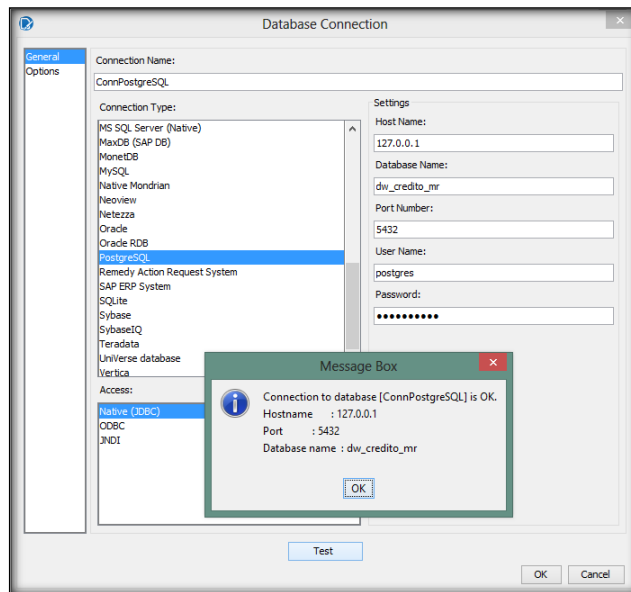 Database Connection
General
Options
Connection Name:
ConnPostgreSQL
Connection Type:
MS SQL Server (Native)
MaxDB (SAP DB)
MonetDB
MySQL
Native Mondrian
Neoview
Netezza
Oracle
Oracle RDB
PostgreSQL
Remedy Action Request System
SAP ERP System
SQLite
Sybase
SybaseIQ
Teradata
UniVerse database
Vertica
Access:
Native (JDBC)
ODBC
JNDI
Settings
Host Name:
127.0.0.1
Database Name:
dw_credito_mr
Port Number:
5432
User Name:
postgres
Password:
●●●●●●●●●●
Message Box
Connection to database [ConnPostgreSQL] is OK.
Hostname : 127.0.0.1
Port : 5432
Database name : dw_credito_mr
OK
Test
OK
Cancel